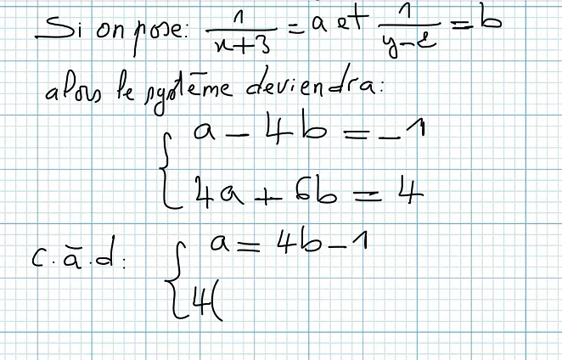 Si on pose: 1/(x+3) = a et 1/(y-2) = b
alors le système deviendra:
{ a - 4b = -1
4a + 6b = 4
c.à.d: { a = 4b - 1
4(